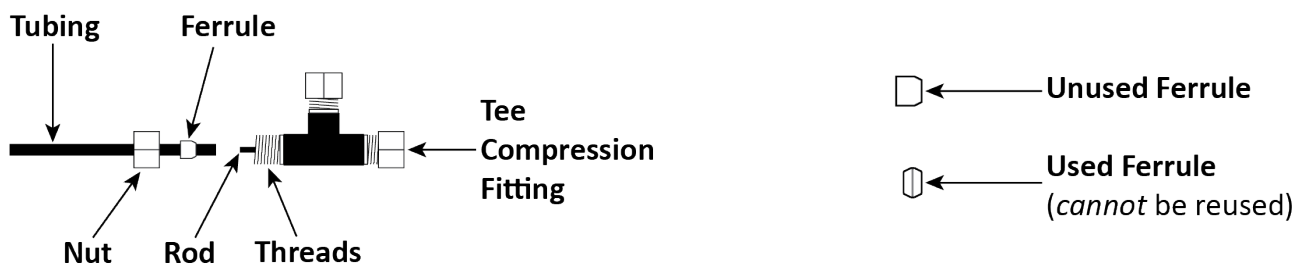 Tubing
Ferrule
Tee
Compression
Fitting
Nut
Rod
Threads
Unused Ferrule
Used Ferrule
(cannot be reused)